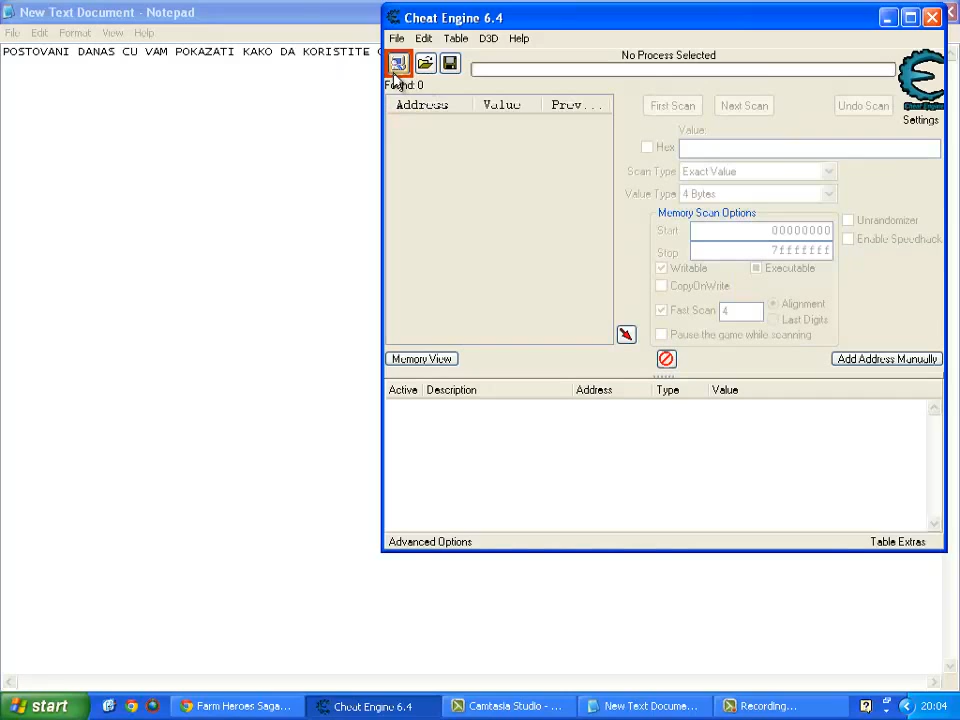 New Text Document - Notepad
File Edit Format View Help
POSTOVANI DANAS CU VAM POKAZATI KAKO DA KORISTITE
Cheat Engine 6.4
File Edit Table D3D Help
No Process Selected
Found: 0
Address Value Prev...
First Scan Next Scan Undo Scan
Cheat Engine
Settings
Value:
Hex
Scan Type Exact Value
Value Type 4 Bytes
Memory Scan Options
Start 00000000
Stop 7fffffff
Writable Executable
CopyOnWrite
Fast Scan 4 Alignment
Last Digits
Pause the game while scanning
Unrandomizer
Enable Speedhack
Memory View Add Address Manually
Active Description Address Type Value
Advanced Options Table Extras
start Farm Heroes Saga... Cheat Engine 6.4 Camtasia Studio - ... New Text Docume... Recording... 20:04